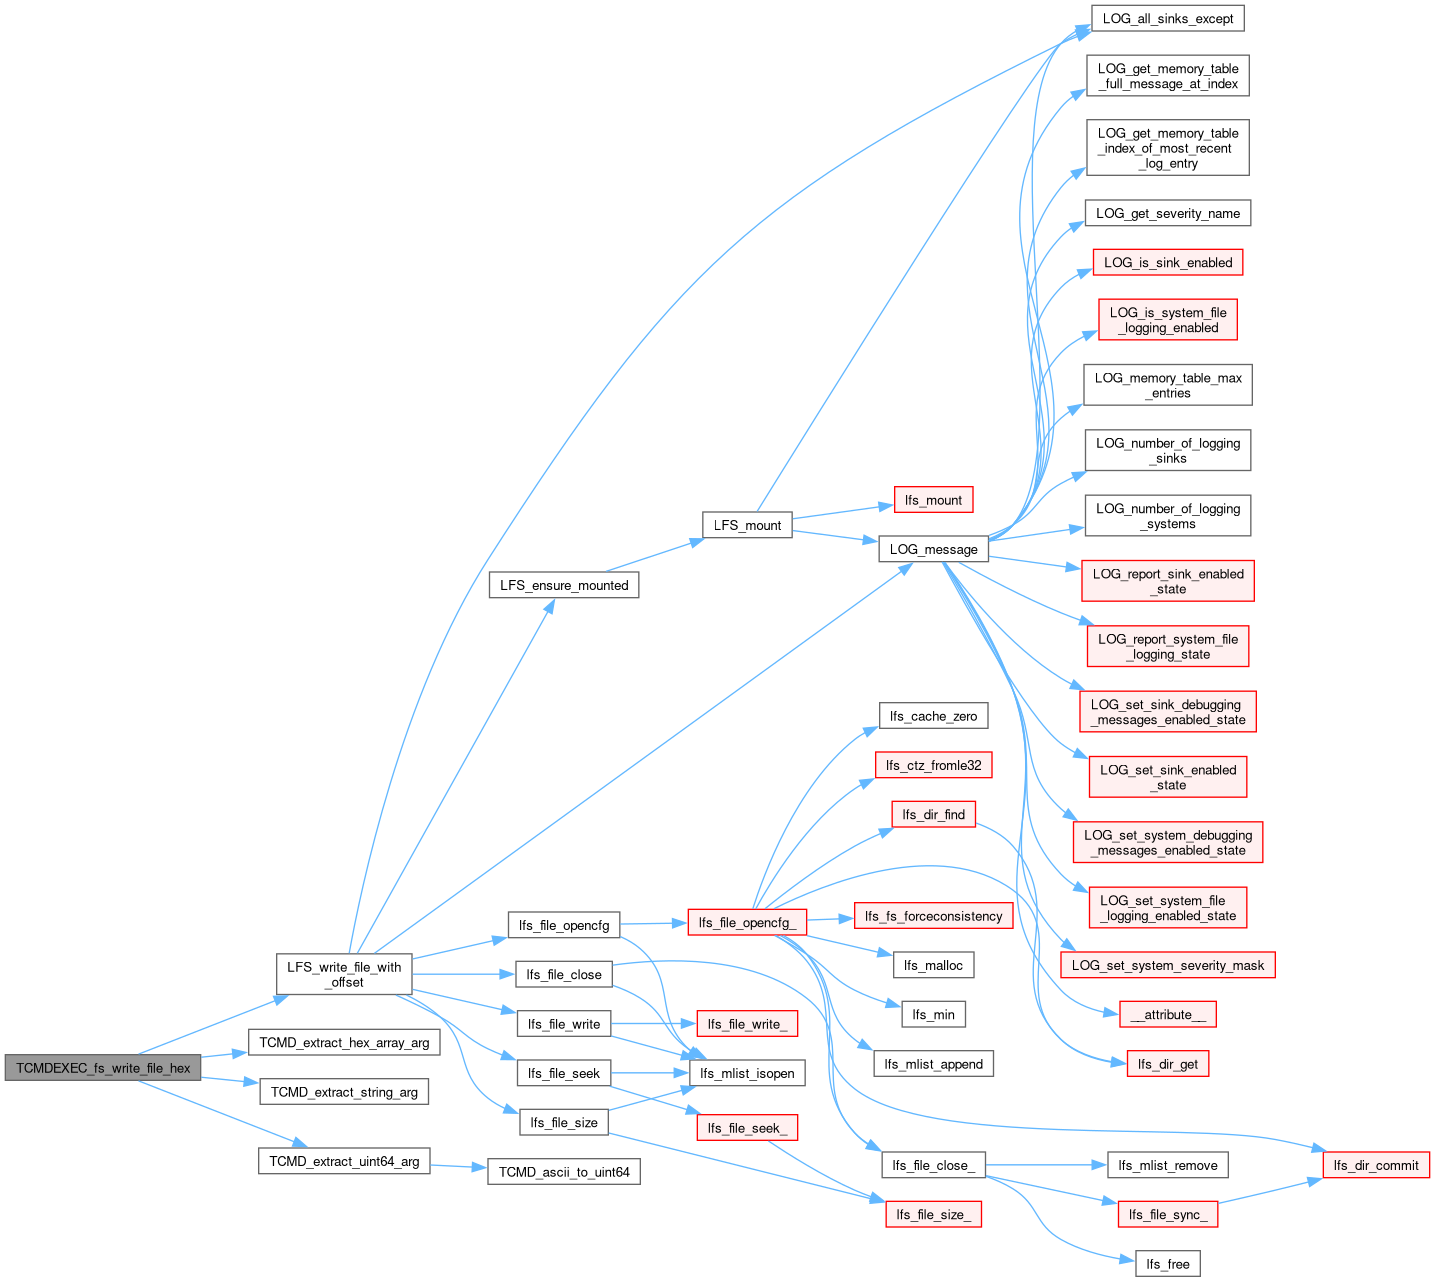 LOG_all_sinks_except
LOG_get_memory_table
_full_message_at_index
LOG_get_memory_table
_index_of_most_recent
_log_entry
LOG_get_severity_name
LOG_is_sink_enabled
LOG_is_system_file
_logging_enabled
LOG_memory_table_max
_entries
LOG_number_of_logging
_sinks
lfs_mount
LOG_number_of_logging
_systems
LFS_mount
LOG_message
LOG_report_sink_enabled
_state
LFS_ensure_mounted
LOG_report_system_file
_logging_state
LOG_set_sink_debugging
_messages_enabled_state
lfs_cache_zero
lfs_ctz_fromle32
LOG_set_sink_enabled
_state
lfs_dir_find
LOG_set_system_debugging
_messages_enabled_state
lfs_file_opencfg
lfs_file_opencfg_
lfs_fs_forceconsistency
LOG_set_system_file
_logging_enabled_state
LFS_write_file_with
_offset
lfs_file_close
lfs_malloc
LOG_set_system_severity_mask
lfs_file_write
lfs_file_write_
lfs_min
__attribute__
TCMDEXEC_fs_write_file_hex
TCMD_extract_hex_array_arg
lfs_file_seek
lfs_mlist_isopen
lfs_mlist_append
lfs_dir_get
TCMD_extract_string_arg
lfs_file_size
lfs_file_seek_
TCMD_extract_uint64_arg
TCMD_ascii_to_uint64
lfs_file_close_
lfs_mlist_remove
lfs_dir_commit
lfs_file_size_
lfs_file_sync_
lfs_free